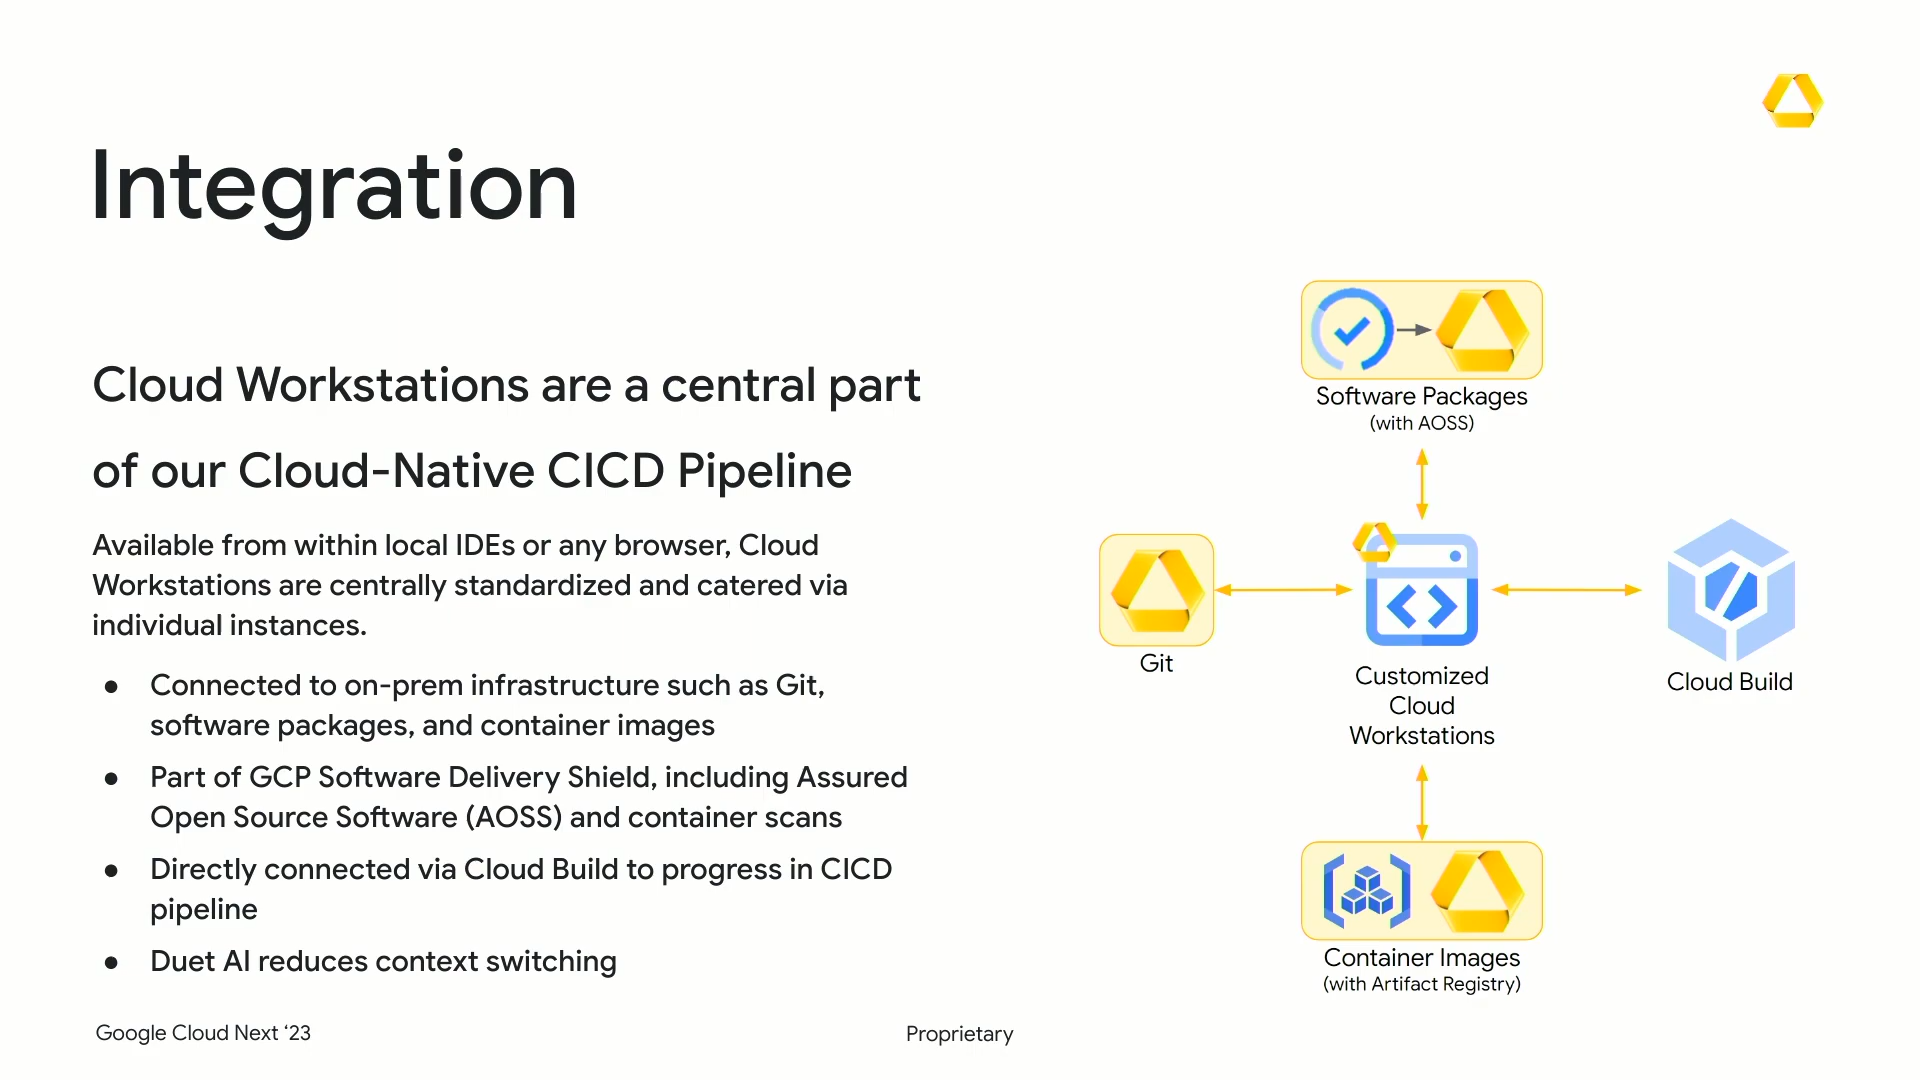 Integration
Cloud Workstations are a central part
of our Cloud-Native CICD Pipeline
Available from within local IDEs or any browser, Cloud
Workstations are centrally standardized and catered via
individual instances.
● Connected to on-prem infrastructure such as Git,
software packages, and container images
● Part of GCP Software Delivery Shield, including Assured
Open Source Software (AOSS) and container scans
● Directly connected via Cloud Build to progress in CICD
pipeline
● Duet AI reduces context switching
Software Packages
(with AOSS)
Git
Customized
Cloud
Workstations
Cloud Build
Container Images
(with Artifact Registry)
Google Cloud Next ‘23
Proprietary